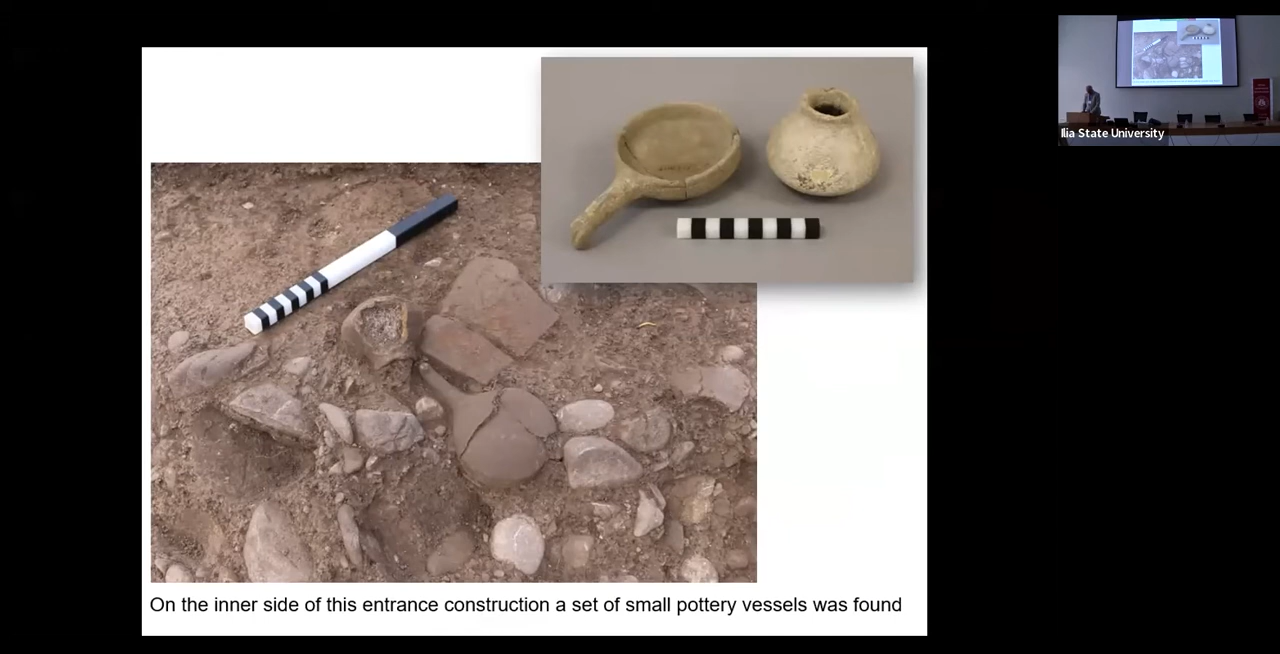 Ilia State University
On the inner side of this entrance construction a set of small pottery vessels was found